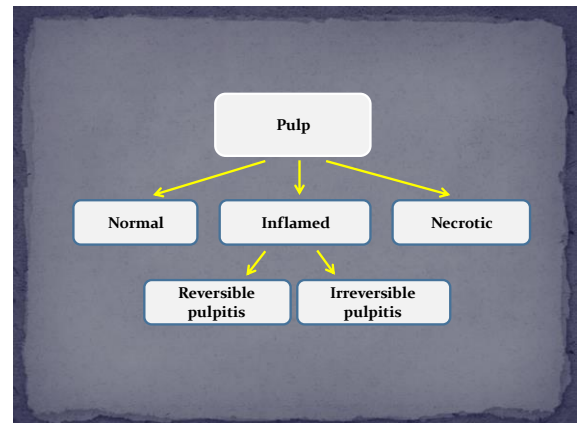 Pulp
Normal
Inflamed
Necrotic
Reversible
pulpitis
Irreversible
pulpitis